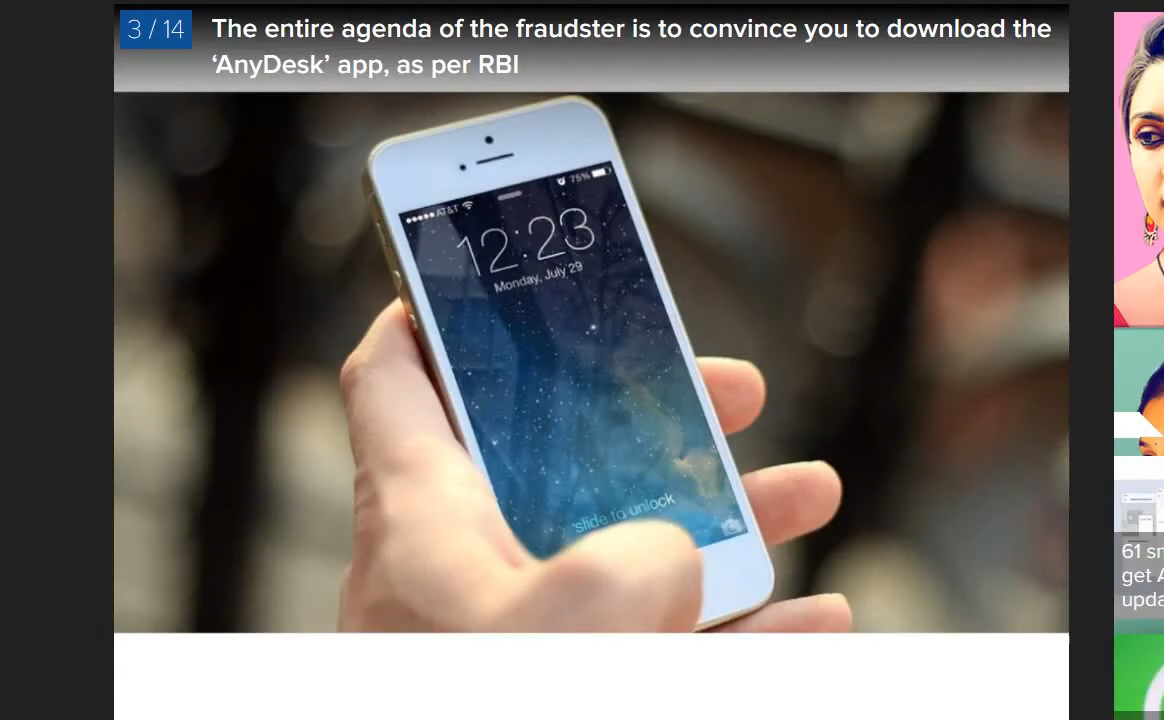 3 / 14
The entire agenda of the fraudster is to convince you to download the
‘AnyDesk’ app, as per RBI
AT&T
75%
12:23
Monday, July 29
slide to unlock
61 sn
get A
upda